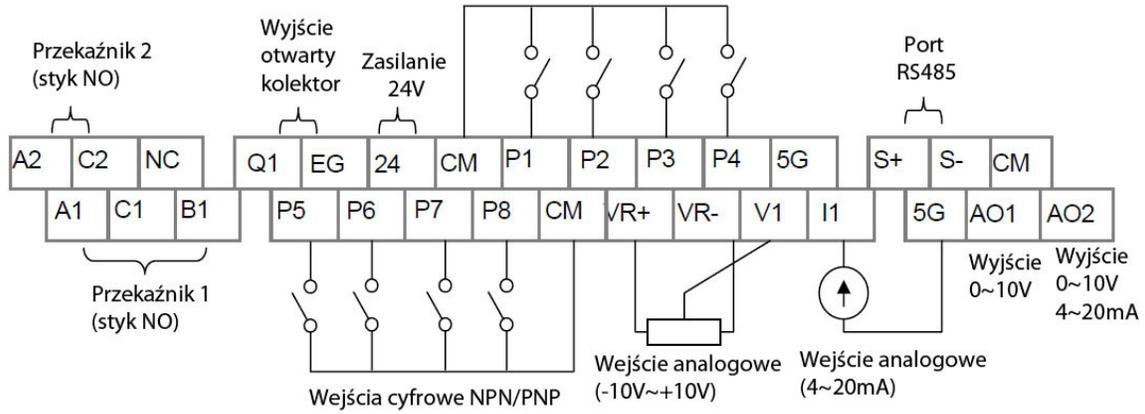 Przekaźnik 2
(styk NO)
Wyjście
otwarty
kolektor
Zasilanie
24V
Port
RS485
A2 C2 NC
Q1 EG 24 CM P1 P2 P3 P4 5G
S+ S- CM
A1 C1 B1
P5 P6 P7 P8 CM VR+ VR- V1 I1
5G AO1 AO2
Przekaźnik 1
(styk NO)
Wejścia cyfrowe NPN/PNP
Wejście analogowe
(-10V~+10V)
Wejście analogowe
(4~20mA)
Wyjście
0~10V
Wyjście
0~10V
4~20mA